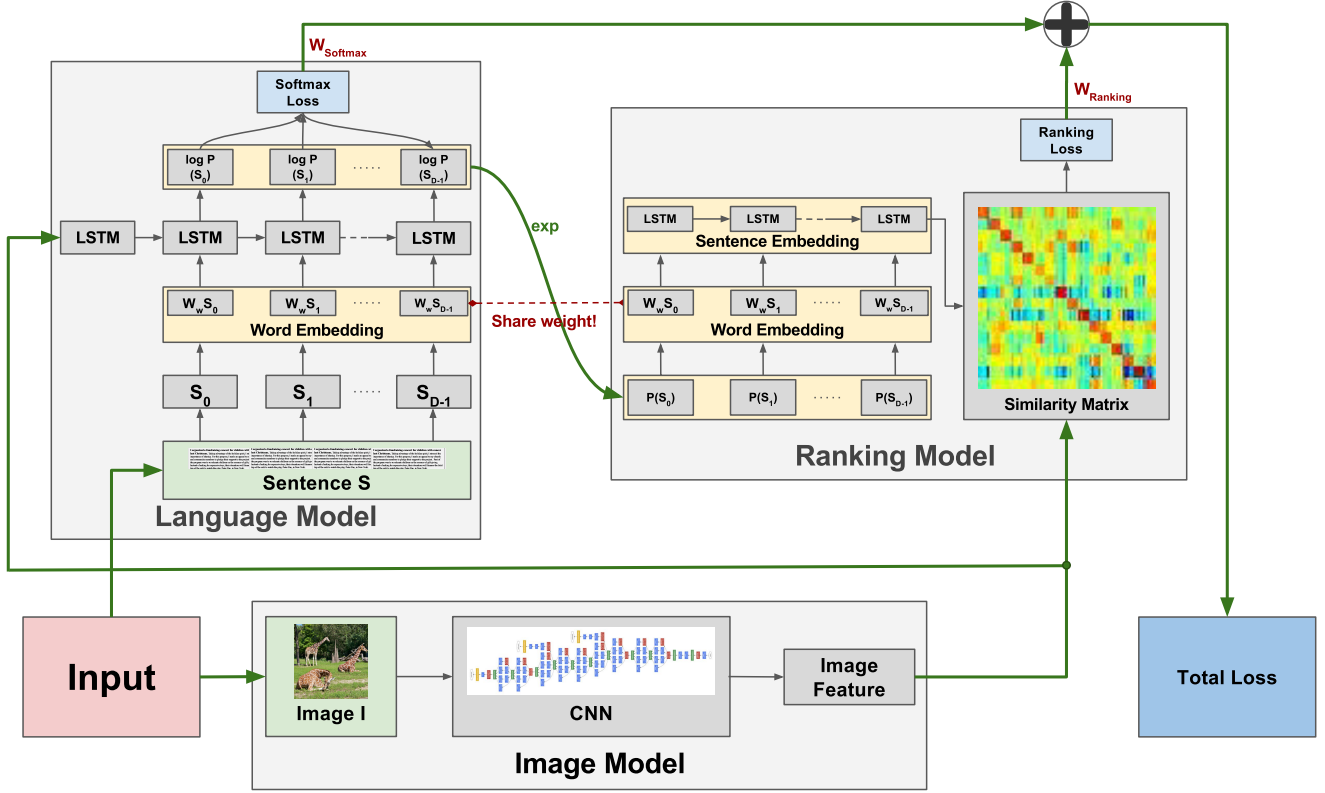 W_Softmax
Softmax
Loss
log P
(S_0)
log P
(S_1)
.....
log P
(S_D-1)
LSTM
LSTM
LSTM
LSTM
W_wS_0
W_wS_1
.....
W_wS_D-1
Word Embedding
S_0
S_1
.....
S_D-1
Sentence S
Language Model
exp
Share weight!
W_Ranking
Ranking
Loss
LSTM
LSTM
LSTM
Sentence Embedding
W_wS_0
W_wS_1
.....
W_wS_D-1
Word Embedding
P(S_0)
P(S_1)
.....
P(S_D-1)
Similarity Matrix
Ranking Model
Input
Image I
CNN
Image
Feature
Image Model
Total Loss